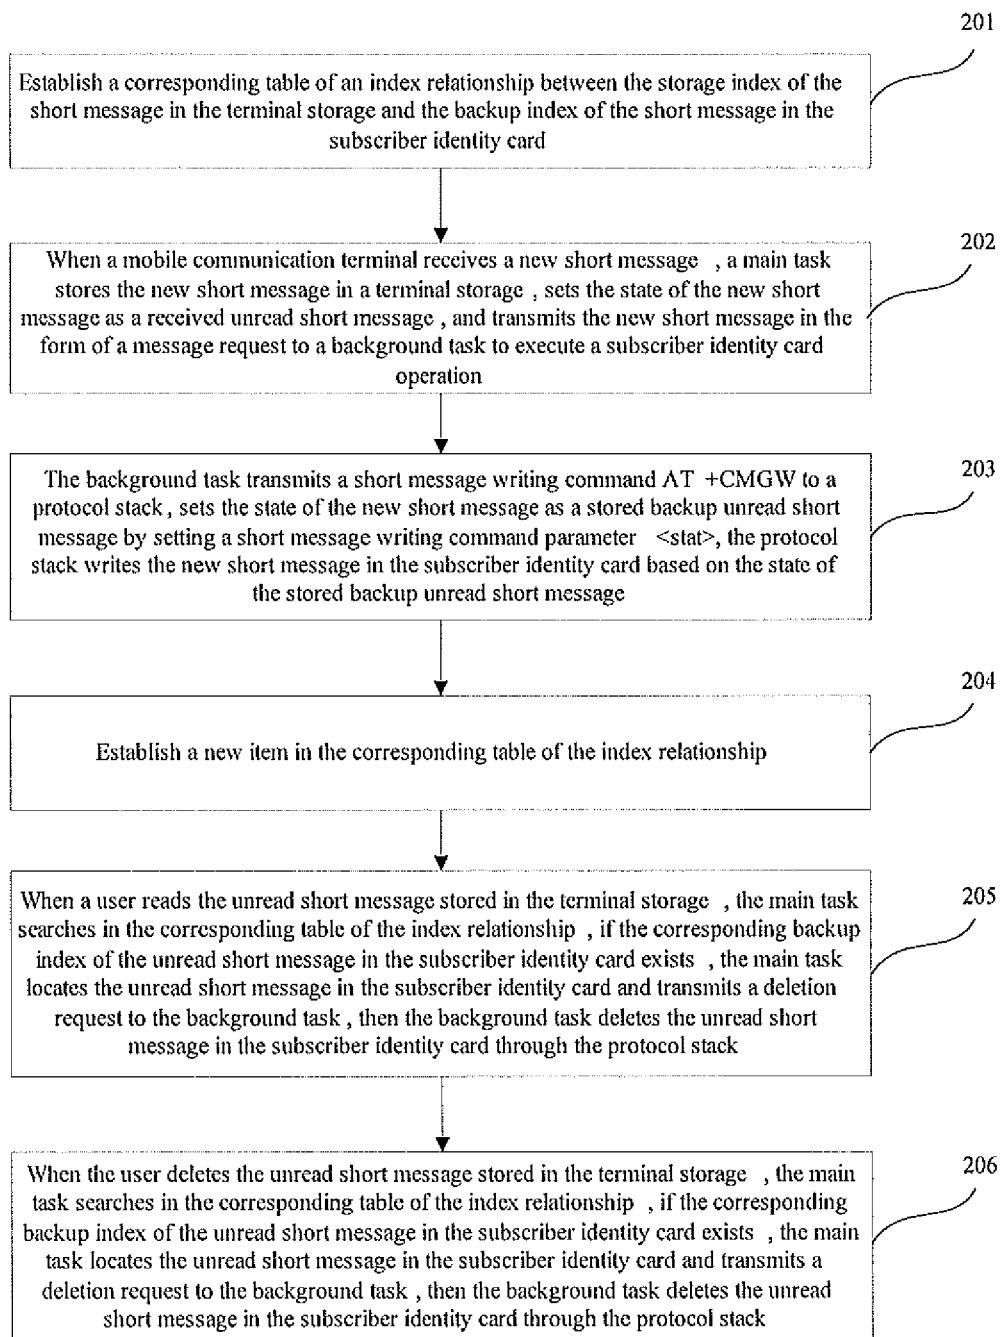 201
Establish a corresponding table of an index relationship between the storage index of the
short message in the terminal storage and the backup index of the short message in the
subscriber identity card
202
When a mobile communication terminal receives a new short message , a main task
stores the new short message in a terminal storage , sets the state of the new short
message as a received unread short message , and transmits the new short message in the
form of a message request to a background task to execute a subscriber identity card
operation
203
The background task transmits a short message writing command AT +CMGW to a
protocol stack , sets the state of the new short message as a stored backup unread short
message by setting a short message writing command parameter <stat>, the protocol
stack writes the new short message in the subscriber identity card based on the state of
the stored backup unread short message
204
Establish a new item in the corresponding table of the index relationship
205
When a user reads the unread short message stored in the terminal storage , the main task
searches in the corresponding table of the index relationship , if the corresponding backup
index of the unread short message in the subscriber identity card exists , the main task
locates the unread short message in the subscriber identity card and transmits a deletion
request to the background task , then the background task deletes the unread short
message in the subscriber identity card through the protocol stack
206
When the user deletes the unread short message stored in the terminal storage , the main
task searches in the corresponding table of the index relationship , if the corresponding
backup index of the unread short message in the subscriber identity card exists , the main
task locates the unread short message in the subscriber identity card and transmits a
deletion request to the background task , then the background task deletes the unread
short message in the subscriber identity card through the protocol stack